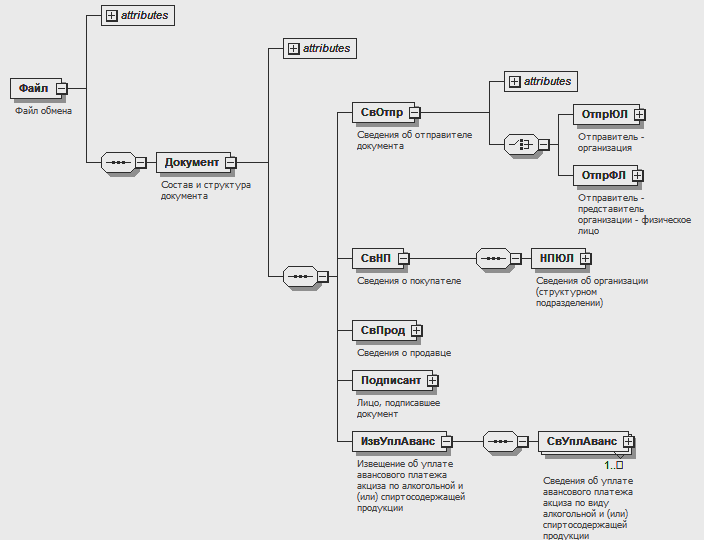 attributes
Файл
Файл обмена
Документ
Состав и структура
документа
attributes
СвОтпр
Сведения об отправителе
документа
attributes
ОтпрЮЛ
Отправитель -
организация
ОтпрФЛ
Отправитель -
представитель
организации - физическое
лицо
СвНП
Сведения о покупателе
НПЮЛ
Сведения об организации
(структурном
подразделении)
СвПрод
Сведения о продавце
Подписант
Лицо, подписавшее
документ
ИзвУплАванс
Извещение об уплате
авансового платежа
акциза по алкогольной и
(или) спиртосодержащей
продукции
СвУплАванс
1..
Сведения об уплате
авансового платежа
акциза по виду
алкогольной и (или)
спиртосодержащей
продукции